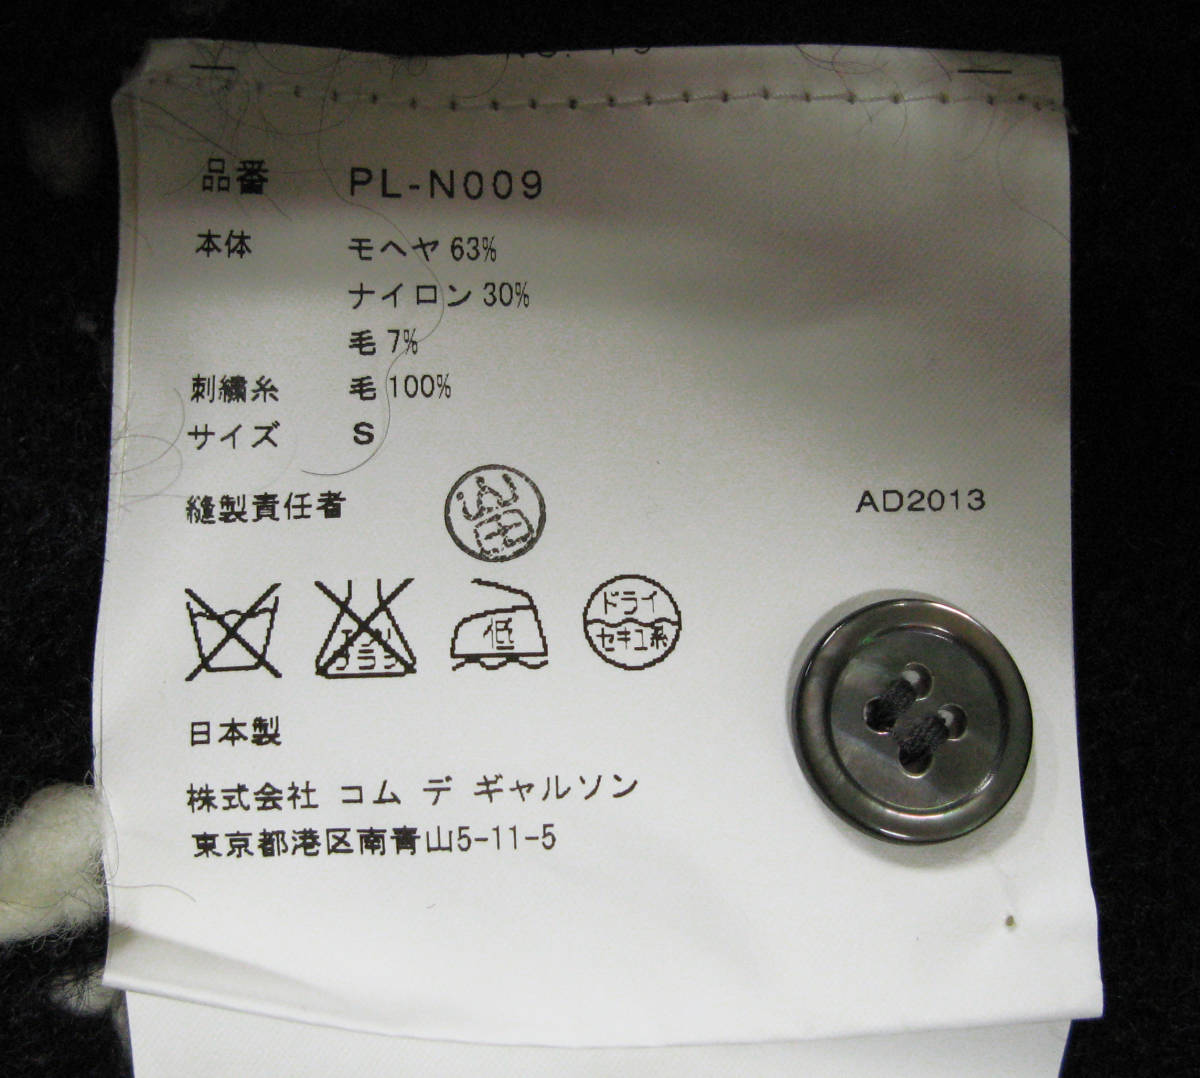 品番 PL-N009
本体 モヘヤ 63%
ナイロン 30%
毛 7%
刺繍糸 毛 100%
サイズ S
縫製責任者
AD2013
低
ドライ
セキユ系
日本製
株式会社 コム デ ギャルソン
東京都港区南青山5-11-5